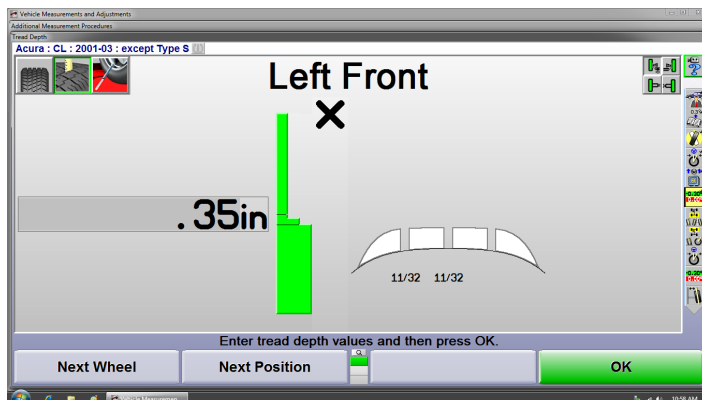 Vehicle Measurements and Adjustments
Additional Measurement Procedures
Tread Depth
Acura : CL : 2001-03 : except Type S
Left Front
.35in
11/32 11/32
Enter tread depth values and then press OK.
Next Wheel
Next Position
OK
Vehicle Measuremen...
10:58 AM